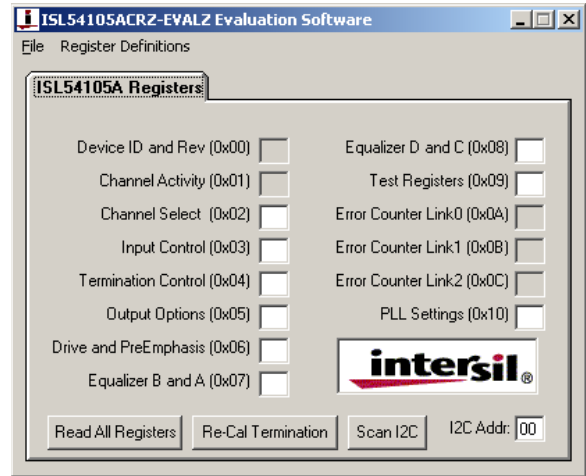 ISL54105ACRZ-EVALZ Evaluation Software
File Register Definitions
ISL54105A Registers
Device ID and Rev (0x00)
Channel Activity (0x01)
Channel Select (0x02)
Input Control (0x03)
Termination Control (0x04)
Output Options (0x05)
Drive and PreEmphasis (0x06)
Equalizer B and A (0x07)
Equalizer D and C (0x08)
Test Registers (0x09)
Error Counter Link0 (0x0A)
Error Counter Link1 (0x0B)
Error Counter Link2 (0x0C)
PLL Settings (0x10)
intersil®
Read All Registers Re-Cal Termination Scan I2C I2C Addr: 00